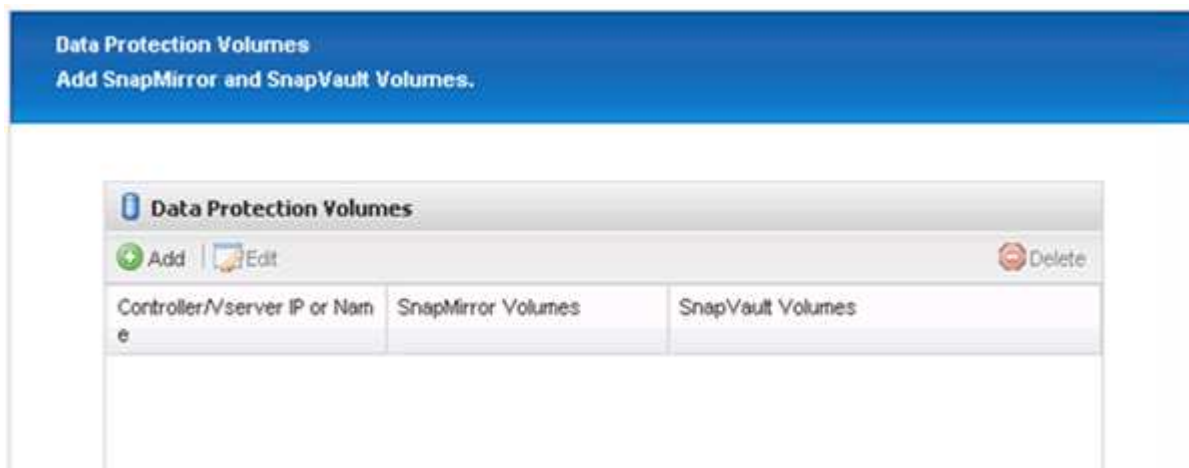 Data Protection Volumes
Add SnapMirror and SnapVault Volumes.
Data Protection Volumes
Add Edit Delete
Controller/Vserver IP or Nam SnapMirror Volumes SnapVault Volumes
e